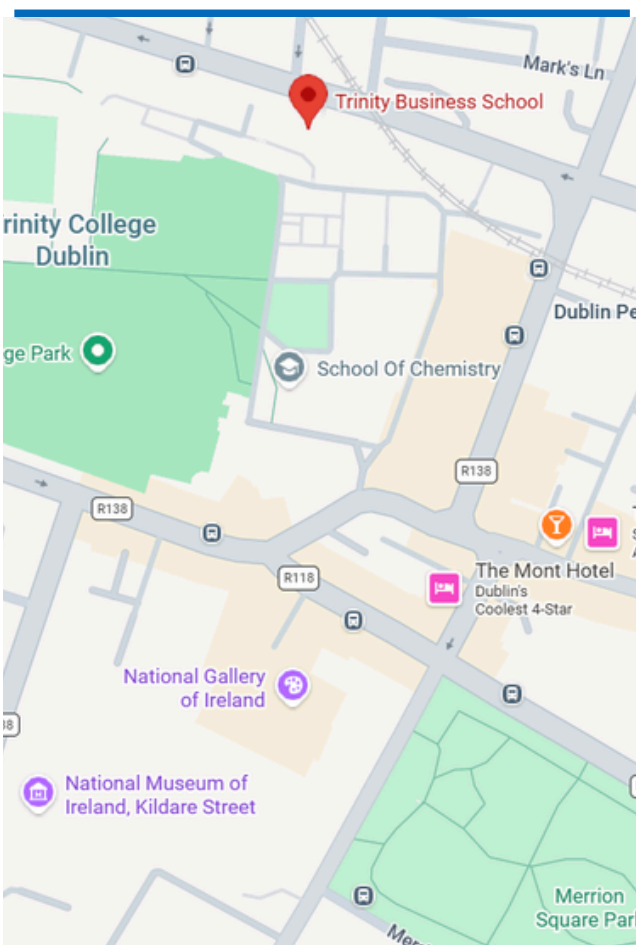 Mark's Ln
Trinity Business School
rinity College
Dublin
Dublin Pe
ge Park
School Of Chemistry
R138
R138
The Mont Hotel
Dublin's
Coolest 4-Star
R118
National Gallery
of Ireland
38
National Museum of
Ireland, Kildare Street
Merrion
Square Park
Mer